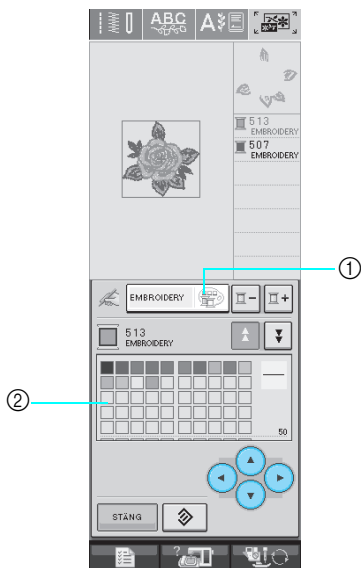 ABC
A
513
EMBROIDERY
507
EMBROIDERY
①
EMBROIDERY
-
+
513
EMBROIDERY
②
50
STÄNG
?